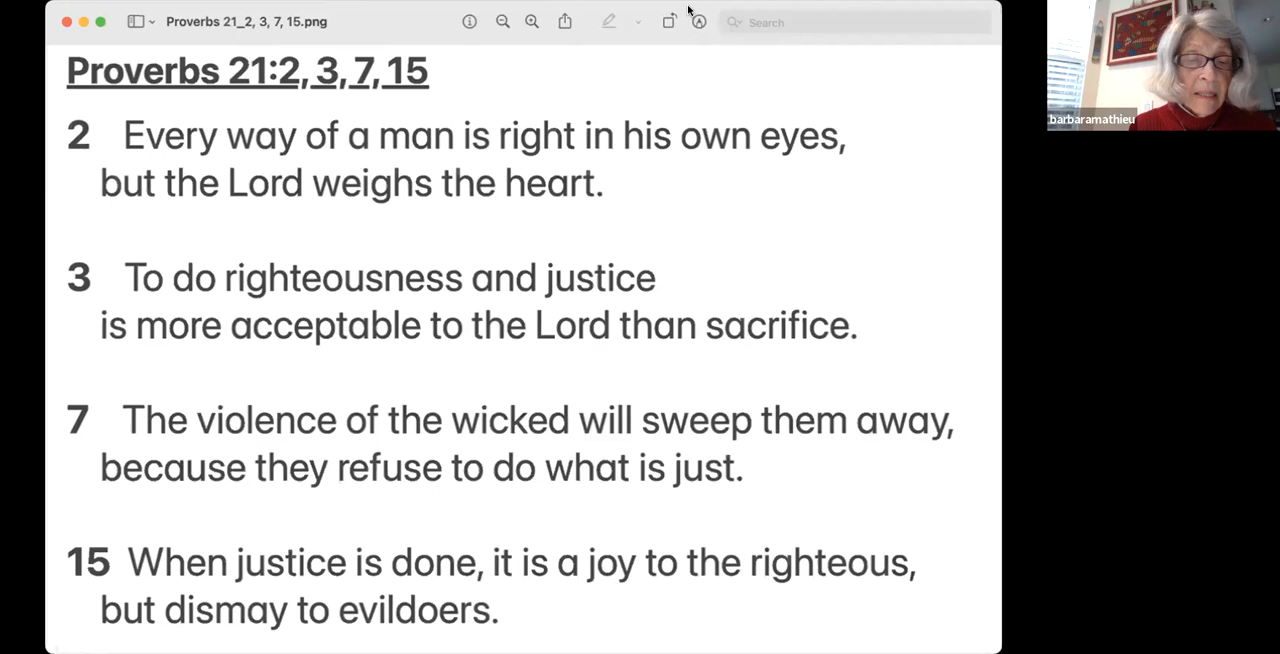 Proverbs 21_2, 3, 7, 15.png
Search
Proverbs 21:2, 3, 7, 15
2 Every way of a man is right in his own eyes,
but the Lord weighs the heart.
3 To do righteousness and justice
is more acceptable to the Lord than sacrifice.
7 The violence of the wicked will sweep them away,
because they refuse to do what is just.
15 When justice is done, it is a joy to the righteous,
but dismay to evildoers.
barbaramathieu